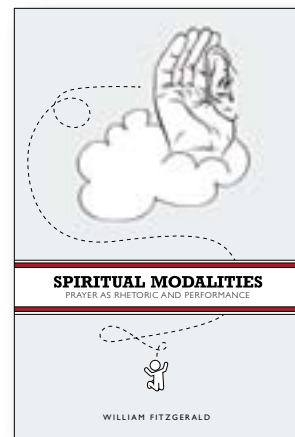 SPIRITUAL MODALITIES
PRAYER AS RHETORIC AND PERFORMANCE
WILLIAM FITZGERALD